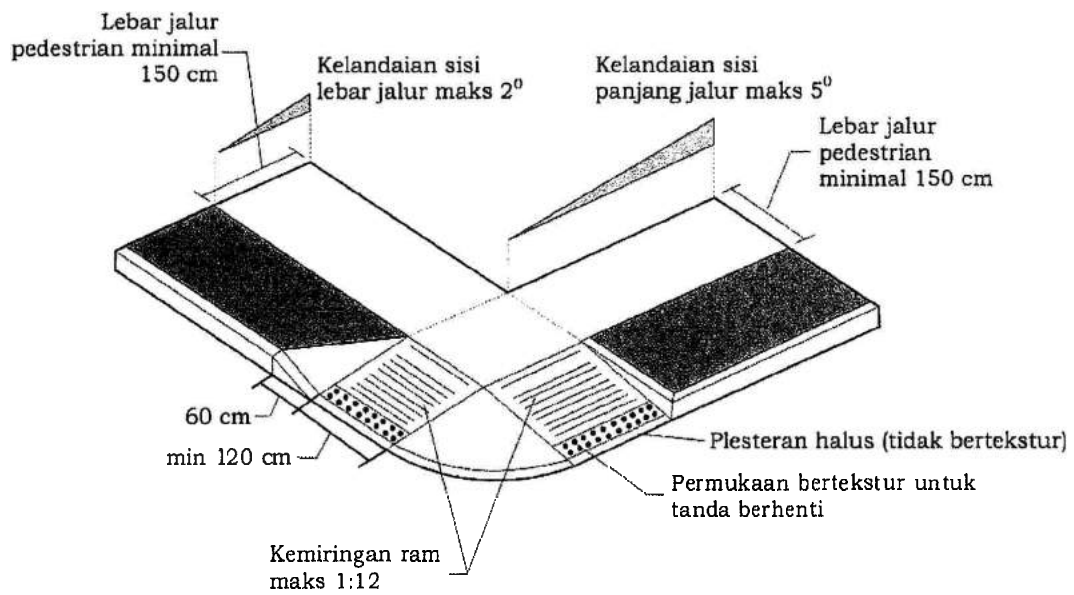 Lebar jalur
pedestrian minimal
150 cm
Kelandaian sisi
lebar jalur maks 2⁰
Kelandaian sisi
panjang jalur maks 5⁰
Lebar jalur
pedestrian
minimal 150 cm
60 cm
min 120 cm
Plesteran halus (tidak bertekstur)
Permukaan bertekstur untuk
tanda berhenti
Kemiringan ram
maks 1:12